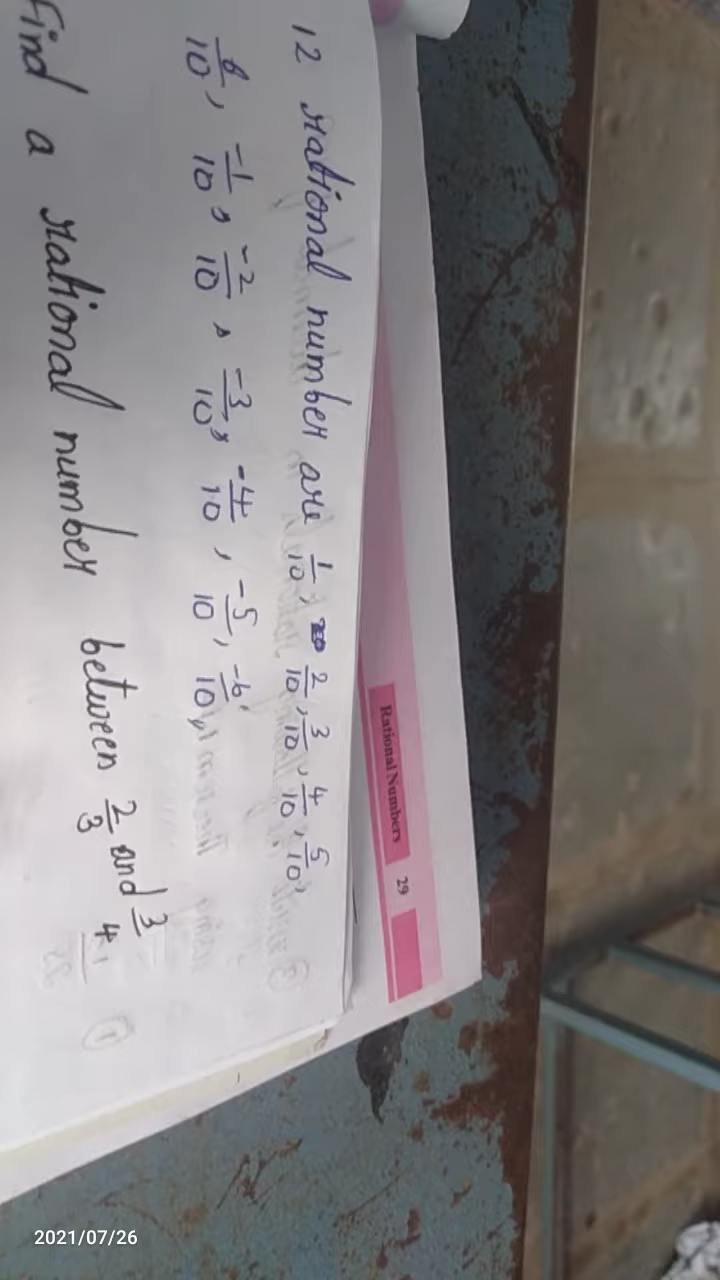 Rational Numbers 29
12 rational number are 1/10, 2/10, 3/10, 4/10, 5/10,
6/10, -1/10, -2/10, -3/10, -4/10, -5/10, -6/10,
Find a rational number between 2/3 and 3/4.
2021/07/26